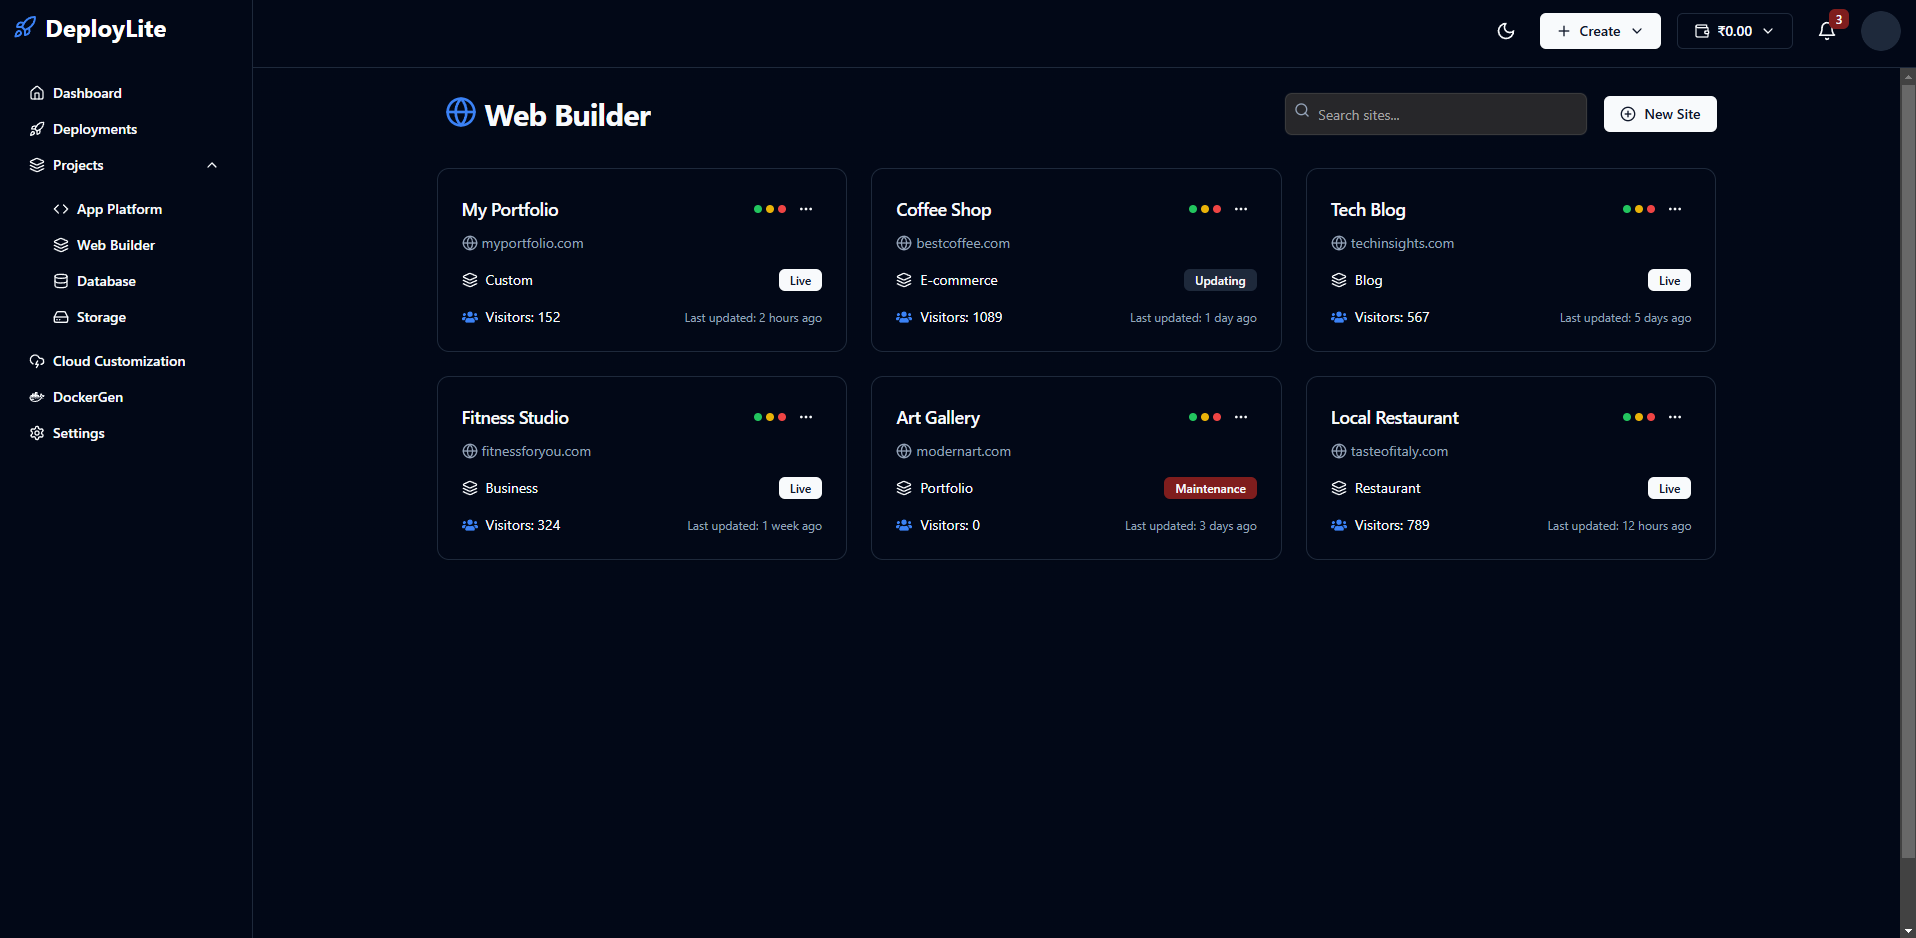 DeployLite
Create
₹0.00
3
Dashboard
Deployments
Projects
App Platform
Web Builder
Database
Storage
Cloud Customization
DockerGen
Settings
Web Builder
Search sites...
New Site
My Portfolio
myportfolio.com
Custom
Live
Visitors: 152
Last updated: 2 hours ago
Coffee Shop
bestcoffee.com
E-commerce
Updating
Visitors: 1089
Last updated: 1 day ago
Tech Blog
techinsights.com
Blog
Live
Visitors: 567
Last updated: 5 days ago
Fitness Studio
fitnessforyou.com
Business
Live
Visitors: 324
Last updated: 1 week ago
Art Gallery
modernart.com
Portfolio
Maintenance
Visitors: 0
Last updated: 3 days ago
Local Restaurant
tasteofitaly.com
Restaurant
Live
Visitors: 789
Last updated: 12 hours ago